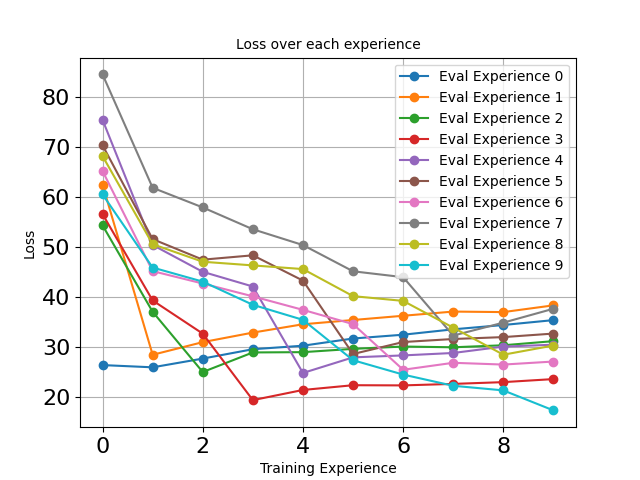 Loss over each experience
Loss
80
70
60
50
40
30
20
0
2
4
6
8
Training Experience
Eval Experience 0
Eval Experience 1
Eval Experience 2
Eval Experience 3
Eval Experience 4
Eval Experience 5
Eval Experience 6
Eval Experience 7
Eval Experience 8
Eval Experience 9